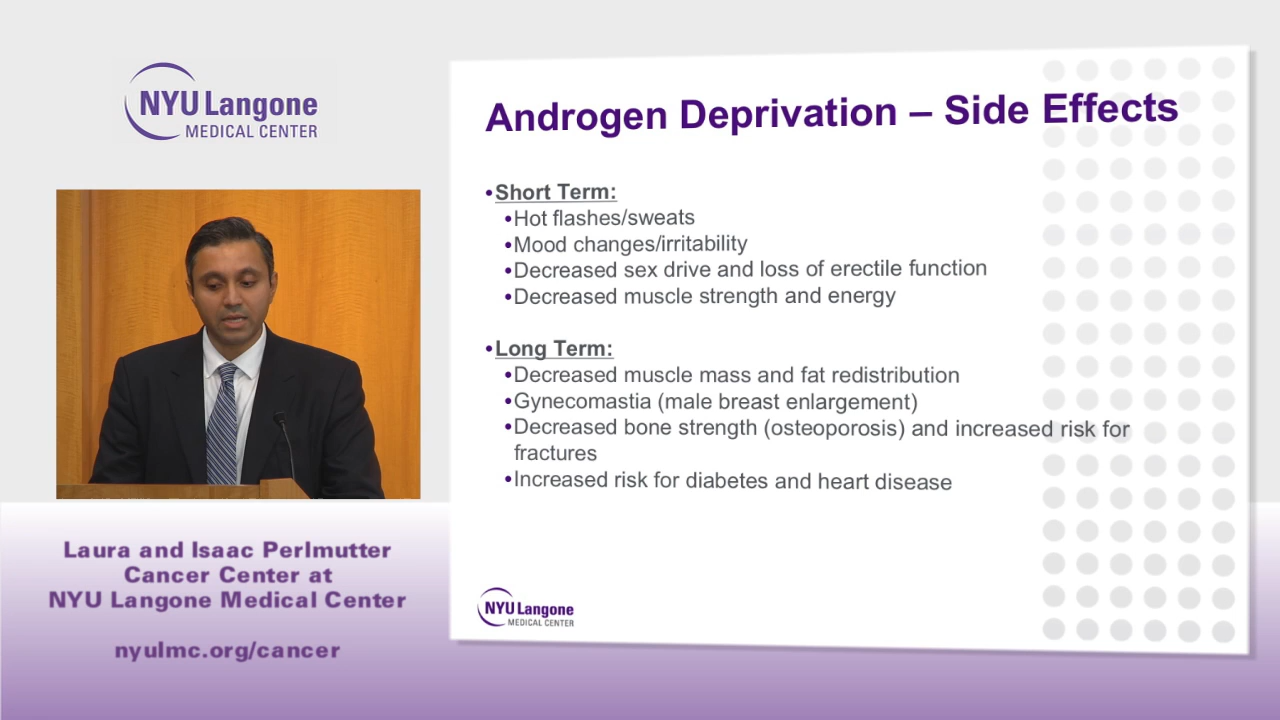 NYU Langone
MEDICAL CENTER
Laura and Isaac Perlmutter
Cancer Center at
NYU Langone Medical Center
nyulmc.org/cancer
Androgen Deprivation – Side Effects
•Short Term:
•Hot flashes/sweats
•Mood changes/irritability
•Decreased sex drive and loss of erectile function
•Decreased muscle strength and energy
•Long Term:
•Decreased muscle mass and fat redistribution
•Gynecomastia (male breast enlargement)
•Decreased bone strength (osteoporosis) and increased risk for
fractures
•Increased risk for diabetes and heart disease
NYU Langone
MEDICAL CENTER